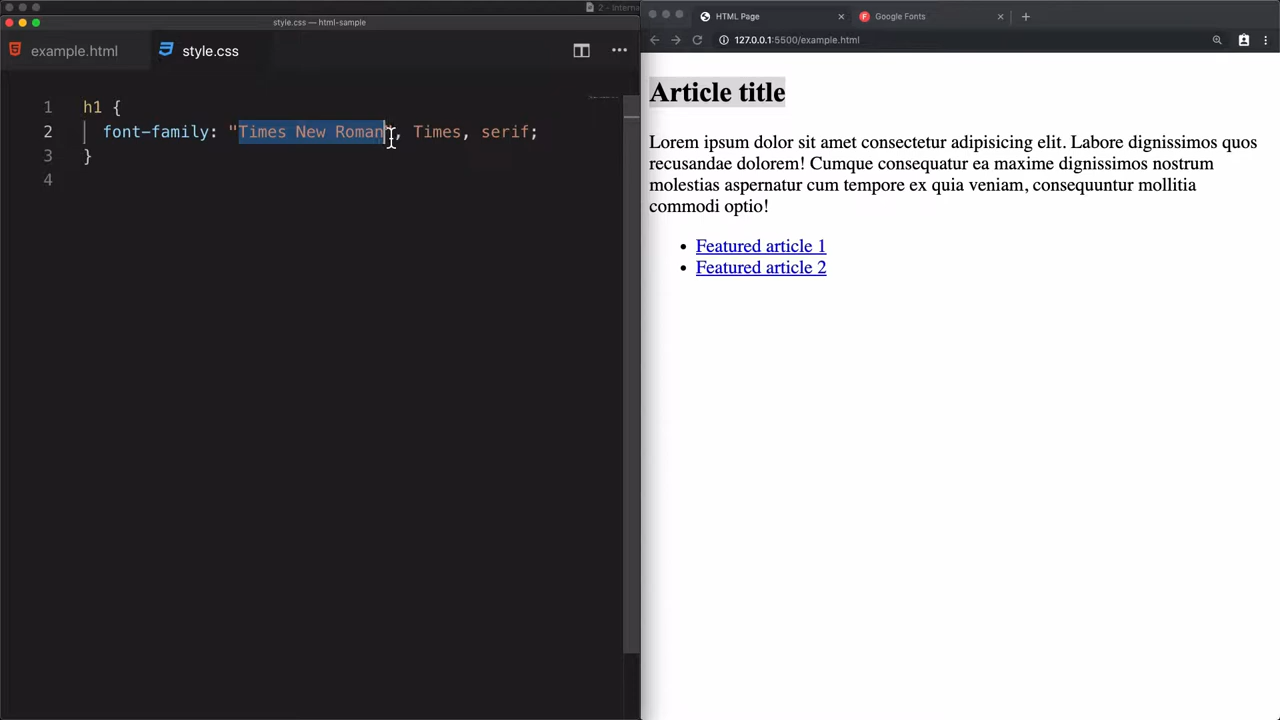 style.css — html-sample
2 - Interna
example.html
style.css
1 h1 {
2 font-family: "Times New Roman", Times, serif;
3 }
4
HTML Page
Google Fonts
127.0.0.1:5500/example.html
Article title
Lorem ipsum dolor sit amet consectetur adipisicing elit. Labore dignissimos quos
recusandae dolorem! Cumque consequatur ea maxime dignissimos nostrum
molestias aspernatur cum tempore ex quia veniam, consequuntur mollitia
commodi optio!
• Featured article 1
• Featured article 2